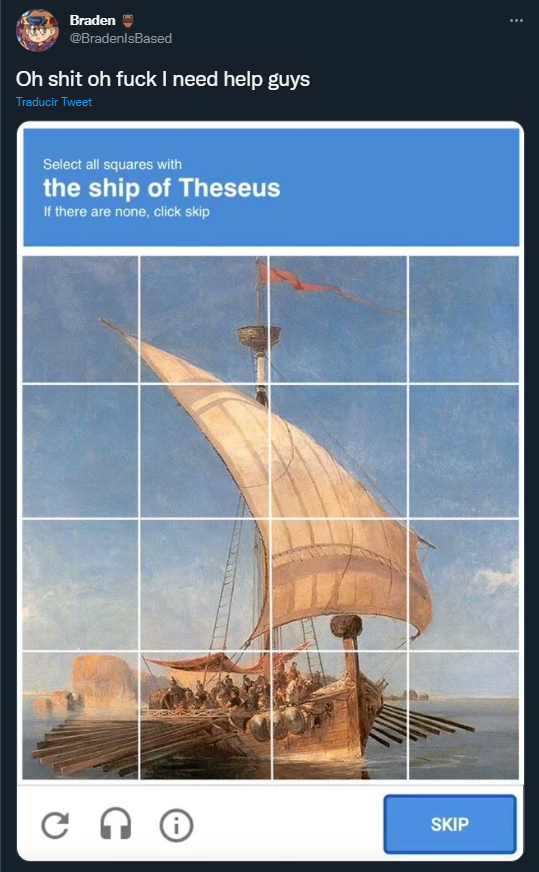 Braden
@BradenIsBased
Oh shit oh fuck I need help guys
Traducir Tweet
Select all squares with
the ship of Theseus
If there are none, click skip
SKIP